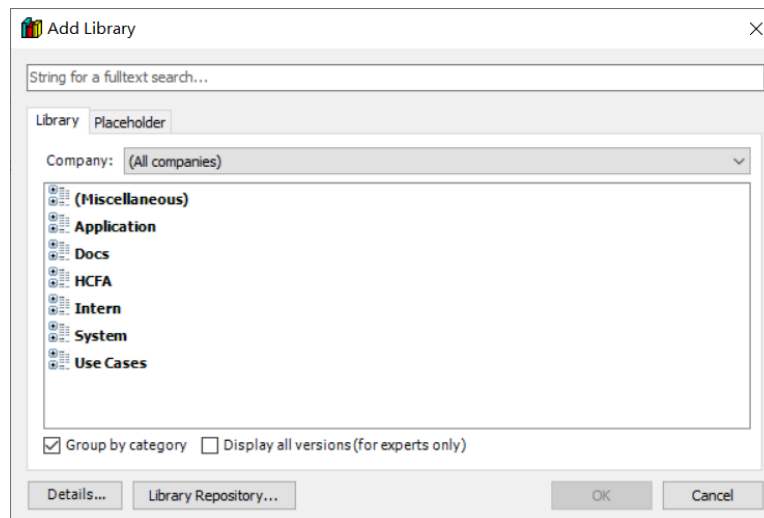 Add Library
String for a fulltext search...
Library Placeholder
Company: (All companies)
(Miscellaneous)
Application
Docs
HCFA
Intern
System
Use Cases
Group by category Display all versions (for experts only)
Details... Library Repository... OK Cancel